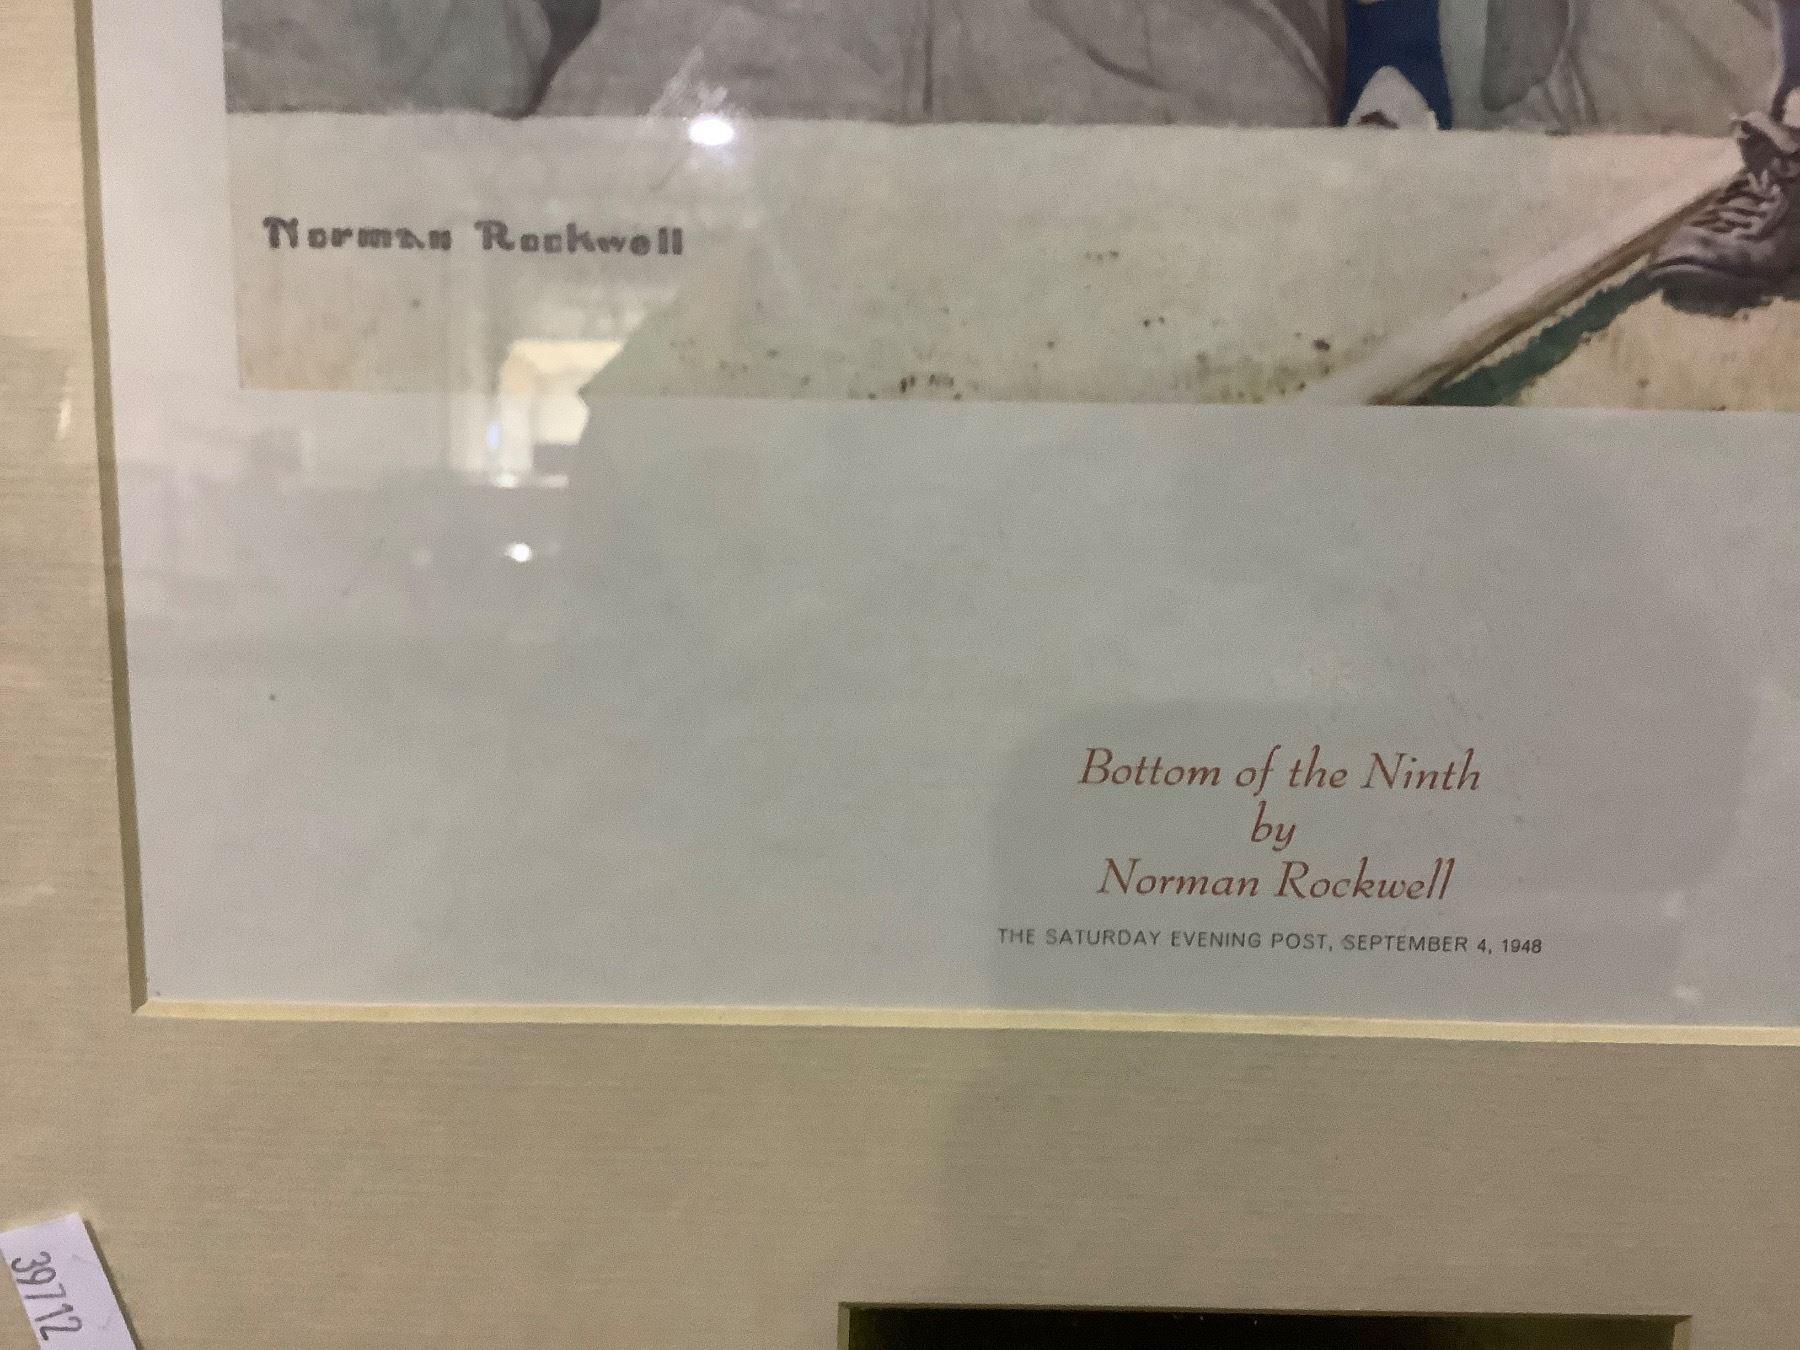 Norman Rockwell
Bottom of the Ninth
by
Norman Rockwell
THE SATURDAY EVENING POST, SEPTEMBER 4, 1948
39712